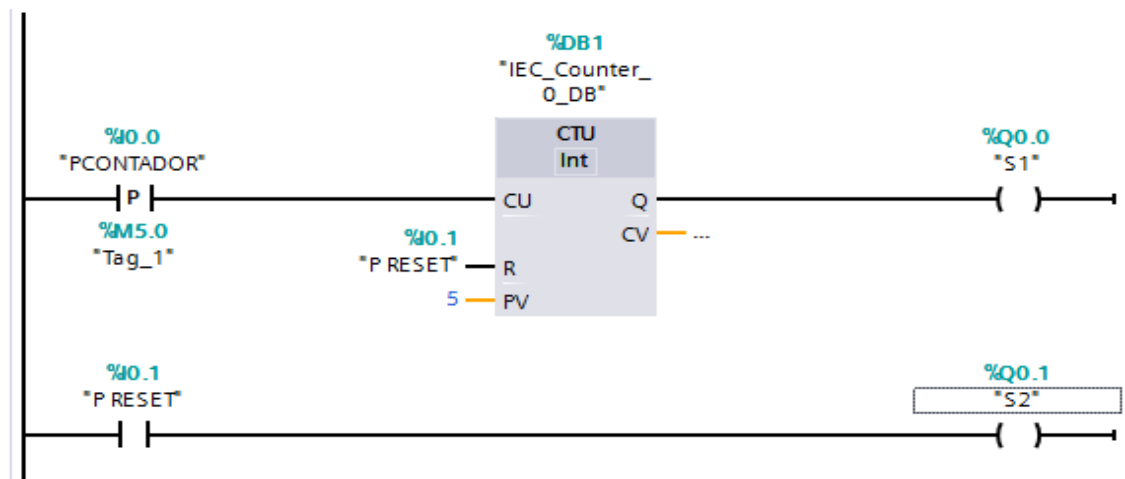 %DB1
"IEC_Counter_
0_DB"
CTU
Int
%I0.0
"PCONTADOR"
P
%M5.0
"Tag_1"
CU
Q
CV
...
%I0.1
"P RESET"
R
5
PV
%Q0.0
"S1"
%I0.1
"P RESET"
%Q0.1
"S2"